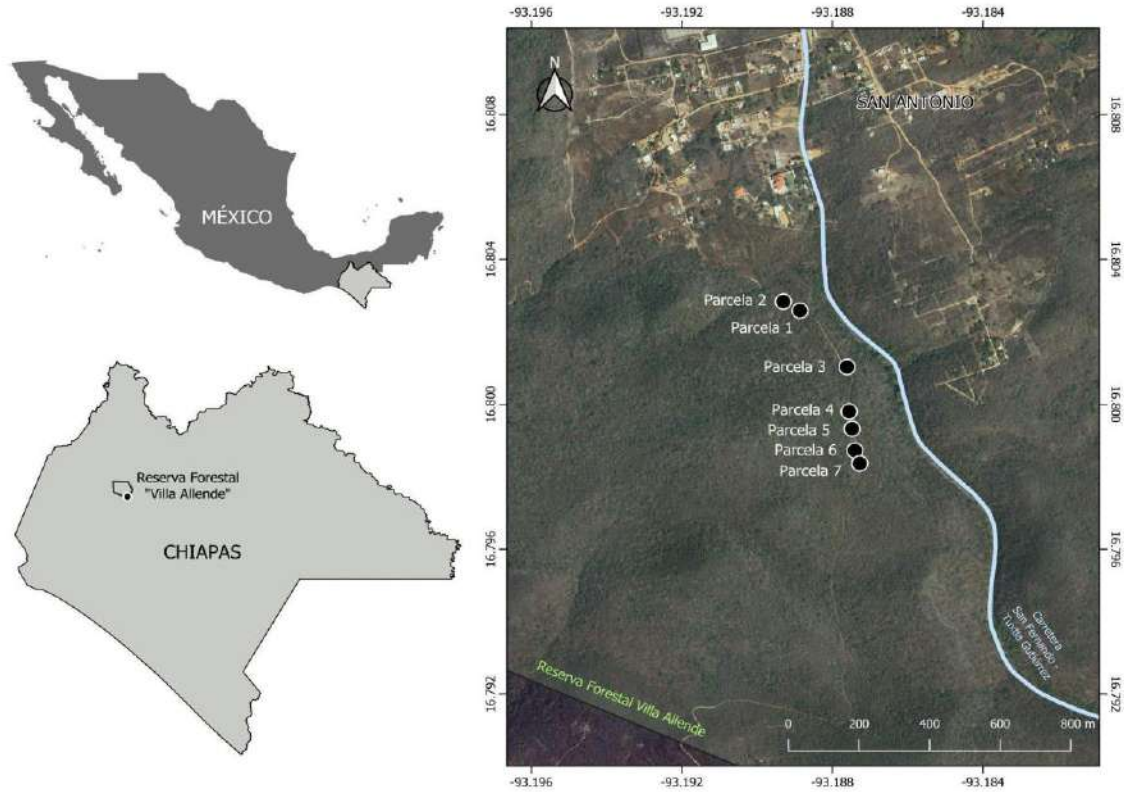 MÉXICO
Reserva Forestal
"Villa Allende"
CHIAPAS
-93.196
-93.192
-93.188
-93.184
N
SAN ANTONIO
16.808
16.808
16.804
16.804
Parcela 2
Parcela 1
Parcela 3
16.800
16.800
Parcela 4
Parcela 5
Parcela 6
Parcela 7
16.796
16.796
Carretera
San Fernando -
Tuxtla Gutiérrez
16.792
16.792
Reserva Forestal Villa Allende
0 200 400 600 800 m
-93.196
-93.192
-93.188
-93.184